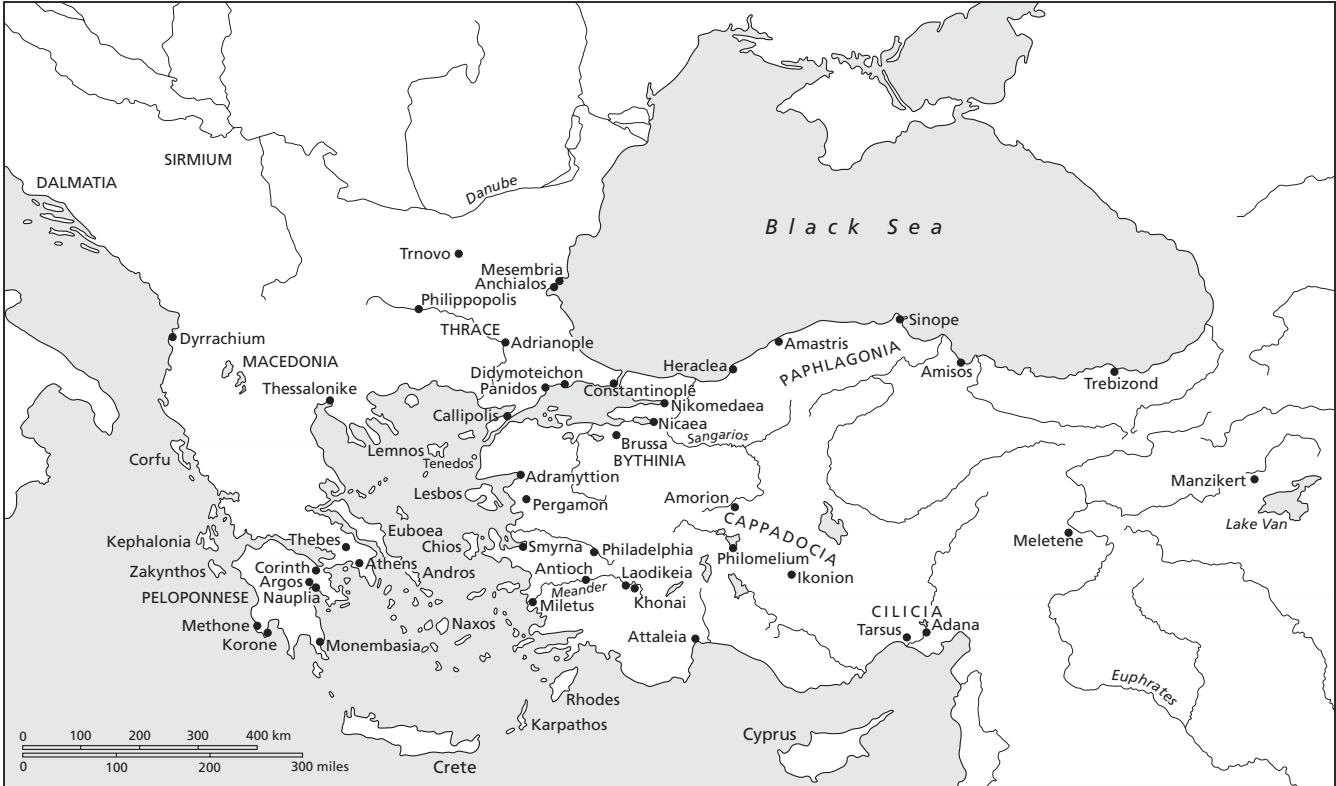 SIRMIUM
DALMATIA
Danube
Black Sea
Trnovo
Mesembria
Anchialos
Philippopolis
Sinope
THRACE
Dyrrachium
Adrianople
Amastris
PAPHLAGONIA
MACEDONIA
Heraclea
Amisos
Trebizond
Didymoteichon
Thessalonike
Panidos
Constantinople
Nikomedaea
Callipolis
Nicaea
Sangarios
Brussa
BYTHINIA
Corfu
Lemnos
Tenedos
Adramyttion
Manzikert
Lesbos
Pergamon
Amorion
CAPPADOCIA
Lake Van
Euboea
Kephalonia
Thebes
Chios
Smyrna
Philadelphia
Philomelium
Meletene
Zakynthos
Corinth
Athens
Andros
Antioch
Laodikeia
Ikonion
Argos
Meander
PELOPONNESE
Nauplia
Miletus
Khonai
Methone
Naxos
CILICIA
Korone
Monembasia
Attaleia
Tarsus
Adana
Euphrates
Rhodes
Karpathos
Cyprus
Crete
0 100 200 300 400 km
0 100 200 300 miles